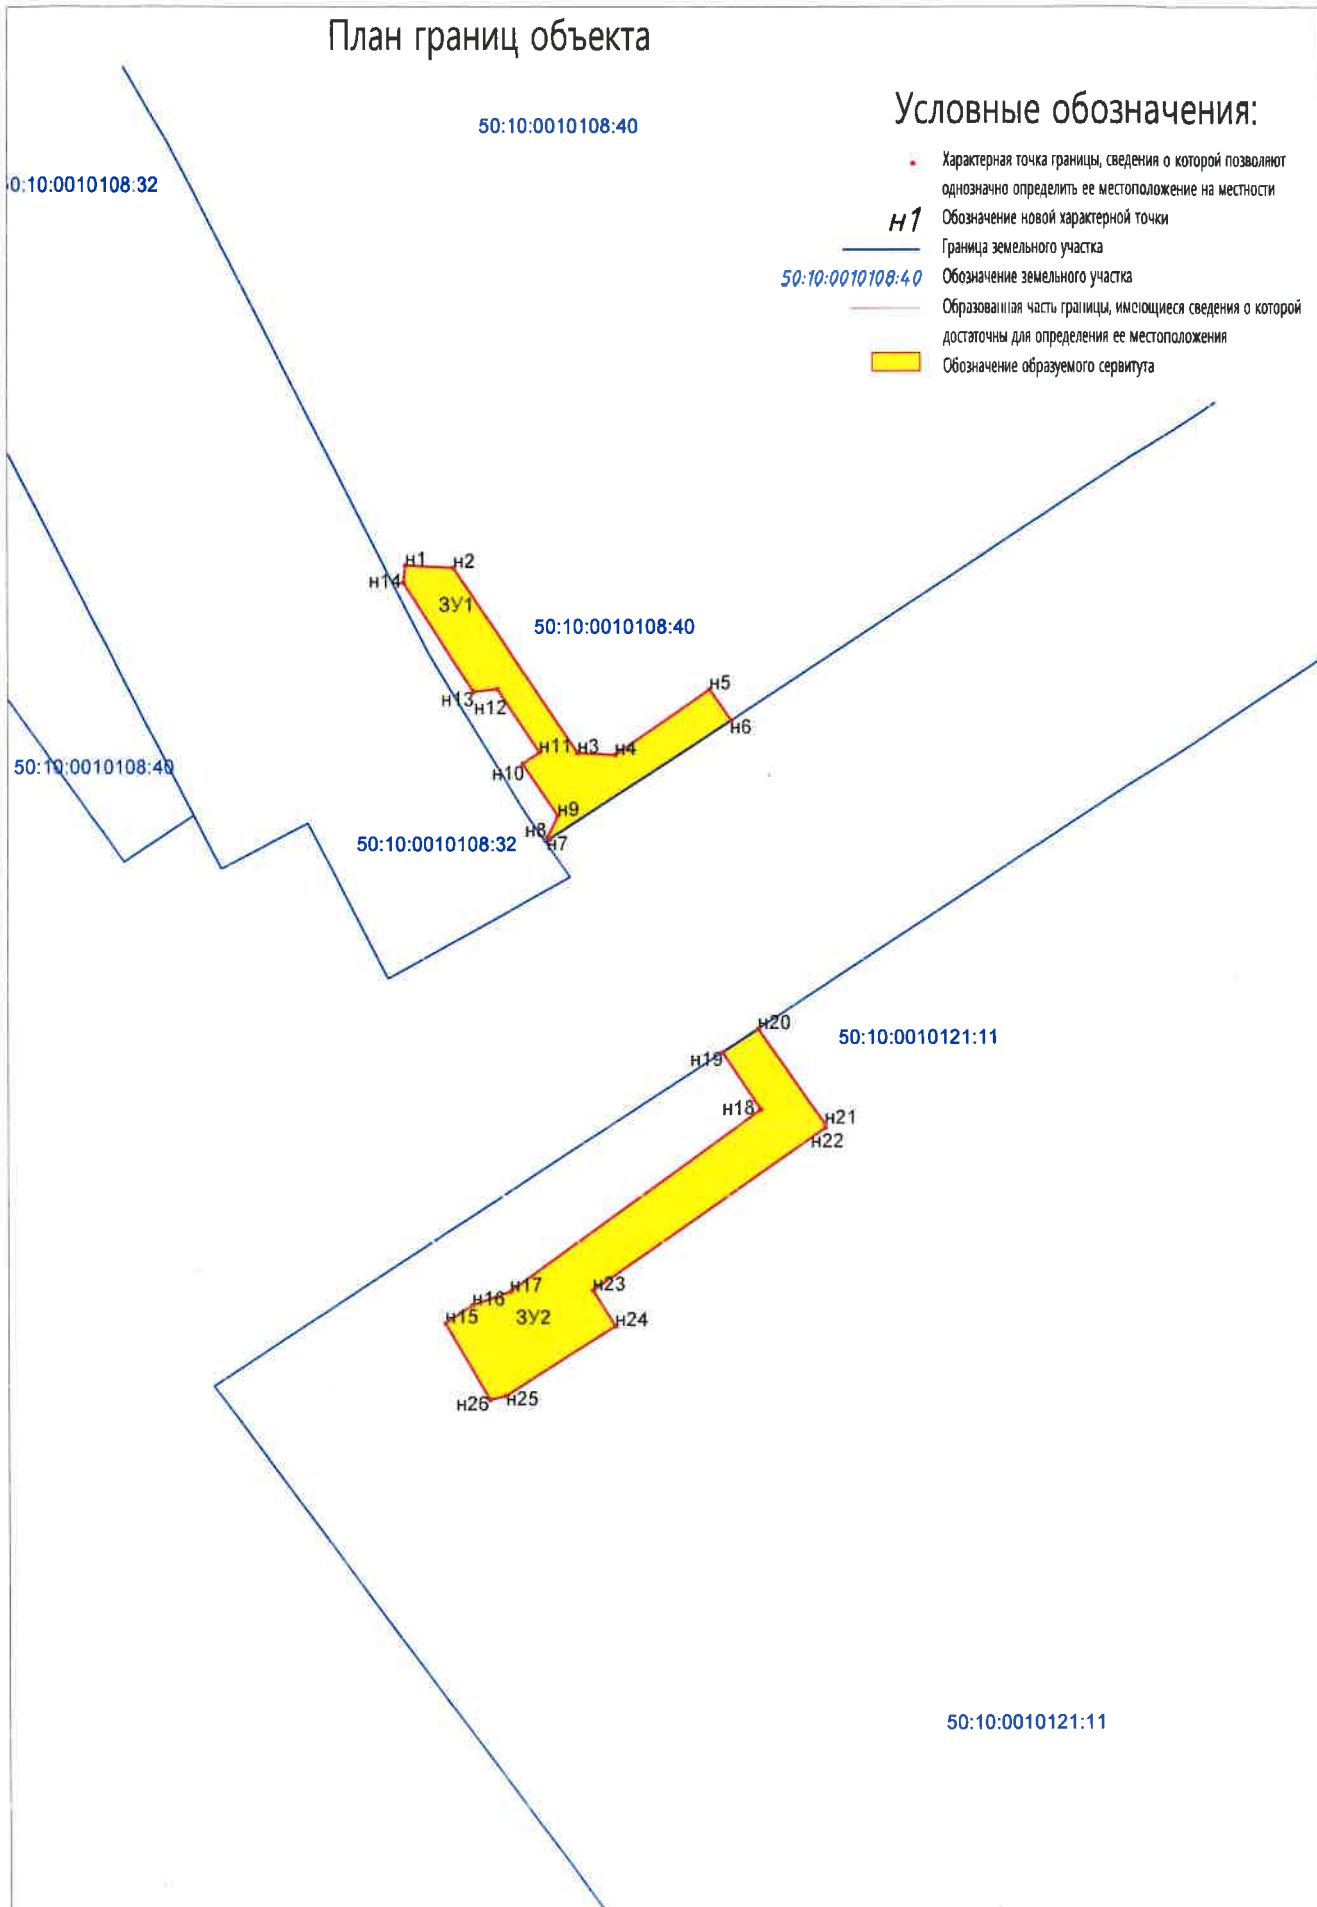 План границ объекта
Условные обозначения:
Характерная точка границы, сведения о которой позволяют
однозначно определить ее местоположение на местности
н1 Обозначение новой характерной точки
Граница земельного участка
50:10:0010108:40 Обозначение земельного участка
Образованная часть границы, имеющиеся сведения о которой
достаточны для определения ее местоположения
Обозначение образуемого сервитута
50:10:0010108:40
0:10:0010108:32
н1
н2
н14
ЗУ1
50:10:0010108:40
н5
н13
н12
н6
н11
н3
н4
50:10:0010108:40
н10
н9
н8
н7
50:10:0010108:32
н20
50:10:0010121:11
н19
н18
н21
н22
н17
н23
н16
н15
ЗУ2
н24
н26
н25
50:10:0010121:11